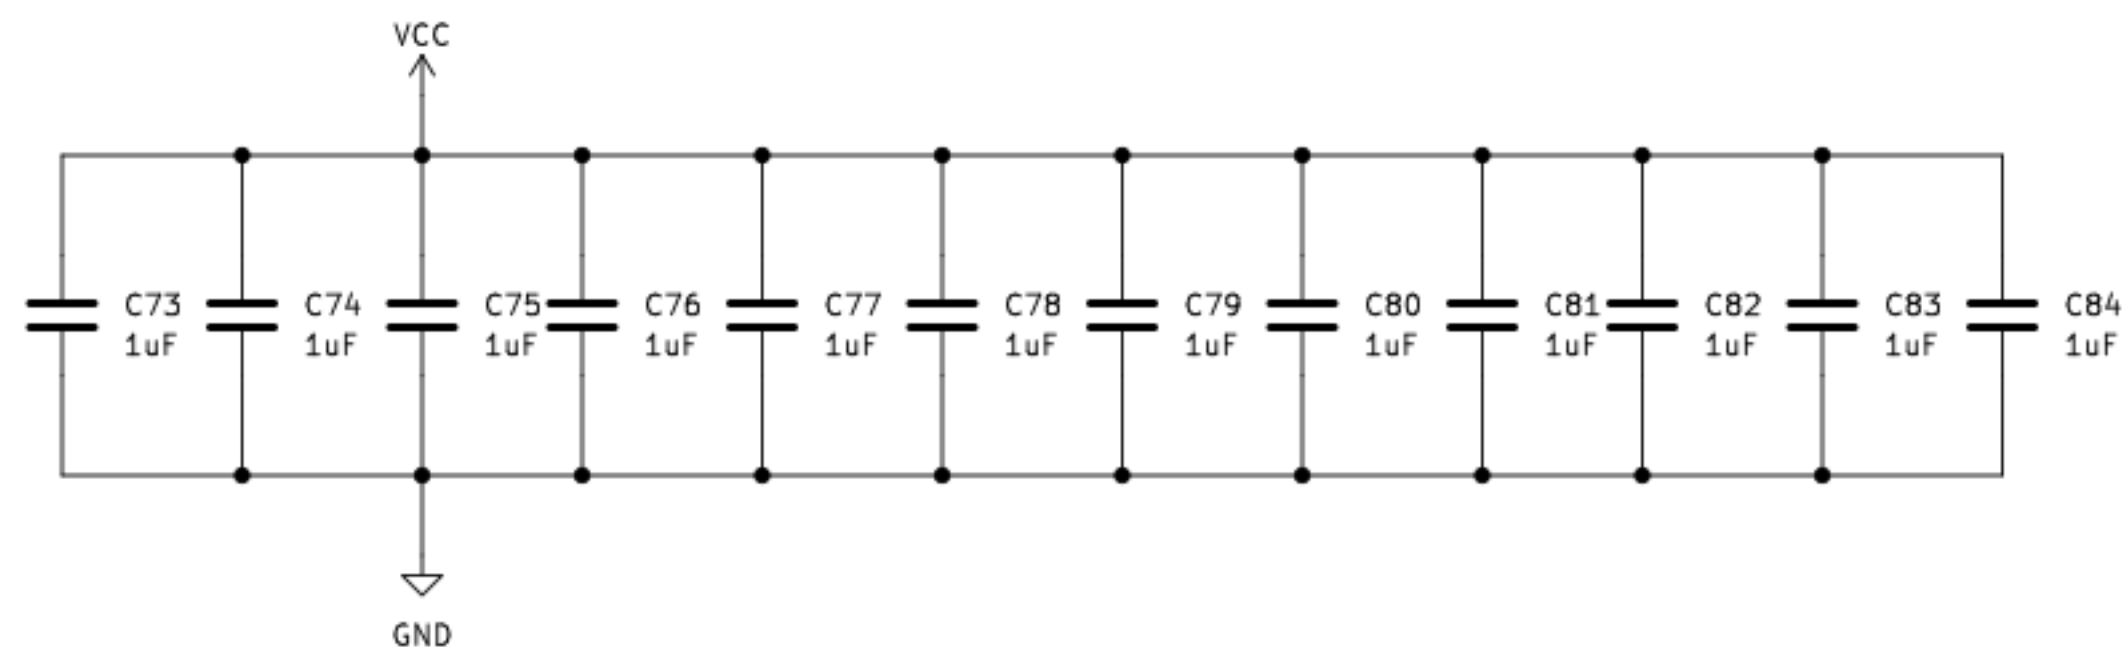 VCC
C73 C74 C75 C76 C77 C78 C79 C80 C81 C82 C83 C84
1uF 1uF 1uF 1uF 1uF 1uF 1uF 1uF 1uF 1uF 1uF 1uF
GND